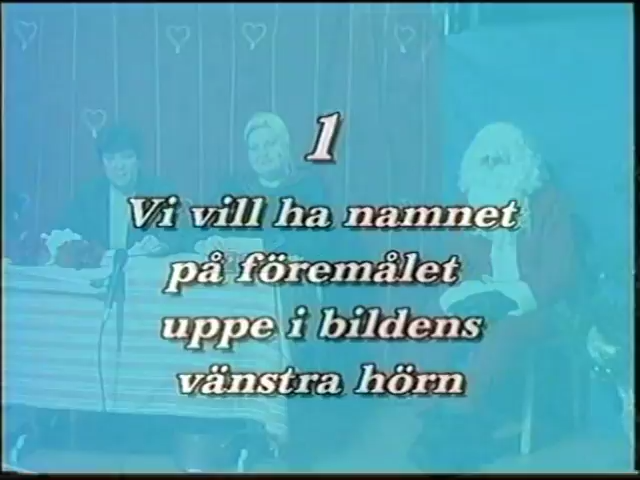 1
Vi vill ha namnet
på föremålet
uppe i bildens
vänstra hörn